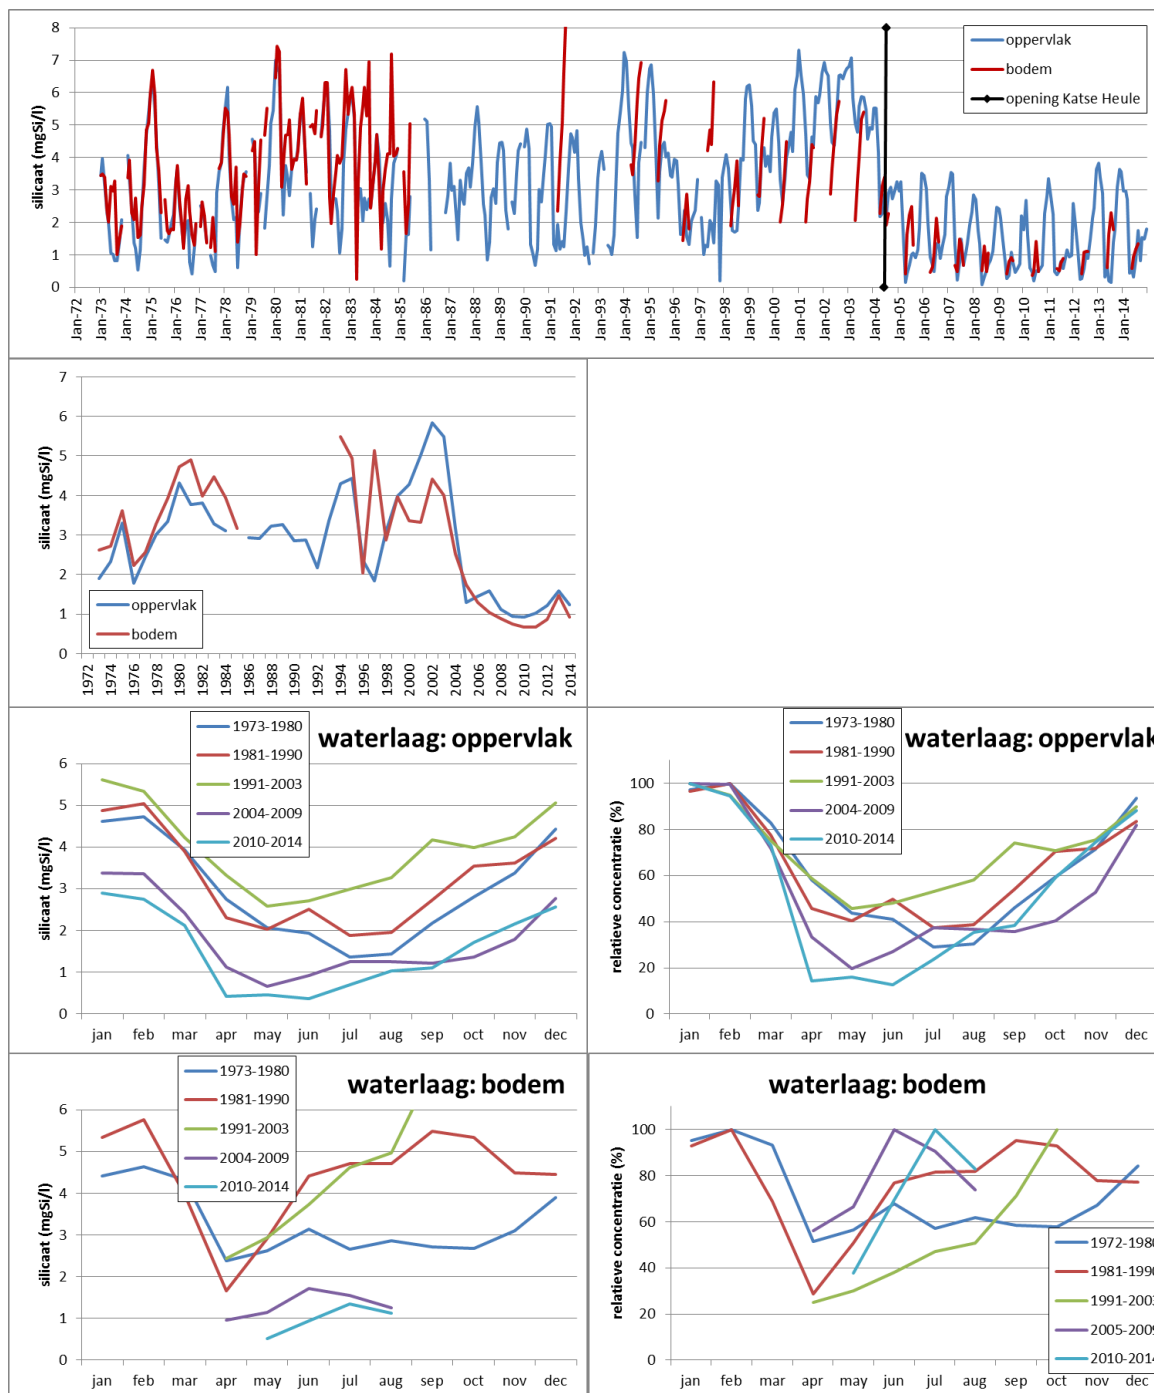 8
7
6
5
4
3
2
1
0
silicaat (mgSi/l)
oppervlak
bodem
opening Katse Heule
Jan-72
Jan-73
Jan-74
Jan-75
Jan-76
Jan-77
Jan-78
Jan-79
Jan-80
Jan-81
Jan-82
Jan-83
Jan-84
Jan-85
Jan-86
Jan-87
Jan-88
Jan-89
Jan-90
Jan-91
Jan-92
Jan-93
Jan-94
Jan-95
Jan-96
Jan-97
Jan-98
Jan-99
Jan-00
Jan-01
Jan-02
Jan-03
Jan-04
Jan-05
Jan-06
Jan-07
Jan-08
Jan-09
Jan-10
Jan-11
Jan-12
Jan-13
Jan-14
7
6
5
4
3
2
1
0
silicaat (mgSi/l)
oppervlak
bodem
1972
1974
1976
1978
1980
1982
1984
1986
1988
1990
1992
1994
1996
1998
2000
2002
2004
2006
2008
2010
2012
2014
waterlaag: oppervlak
1973-1980
1981-1990
1991-2003
2004-2009
2010-2014
6
5
4
3
2
1
0
silicaat (mgSi/l)
jan feb mar apr may jun jul aug sep oct nov dec
waterlaag: oppervlak
1973-1980
1981-1990
1991-2003
2004-2009
2010-2014
100
80
60
40
20
0
relatieve concentratie (%)
jan feb mar apr may jun jul aug sep oct nov dec
waterlaag: bodem
1973-1980
1981-1990
1991-2003
2004-2009
2010-2014
6
5
4
3
2
1
0
silicaat (mgSi/l)
jan feb mar apr may jun jul aug sep oct nov dec
waterlaag: bodem
100
80
60
40
20
0
relatieve concentratie (%)
1972-1980
1981-1990
1991-2003
2005-2009
2010-2014
jan feb mar apr may jun jul aug sep oct nov dec